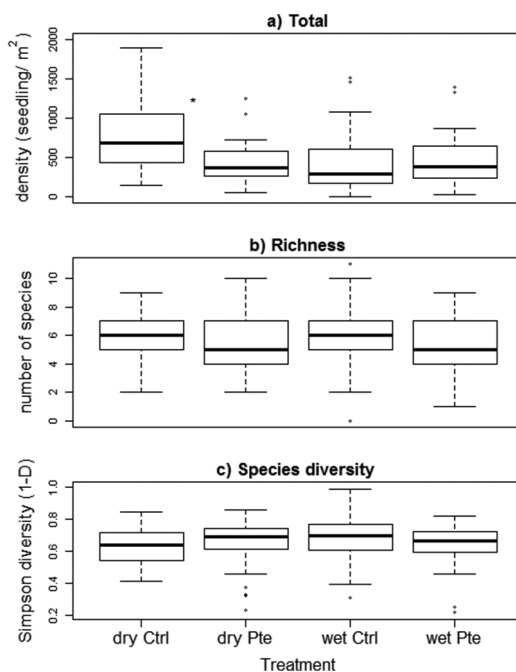 a) Total
density (seedling/ m²)
0 500 1000 1500 2000
*
b) Richness
number of species
0 2 4 6 8 10
c) Species diversity
Simpson diversity (1-D)
0.2 0.4 0.6 0.8 1.0
dry Ctrl dry Pte wet Ctrl wet Pte
Treatment